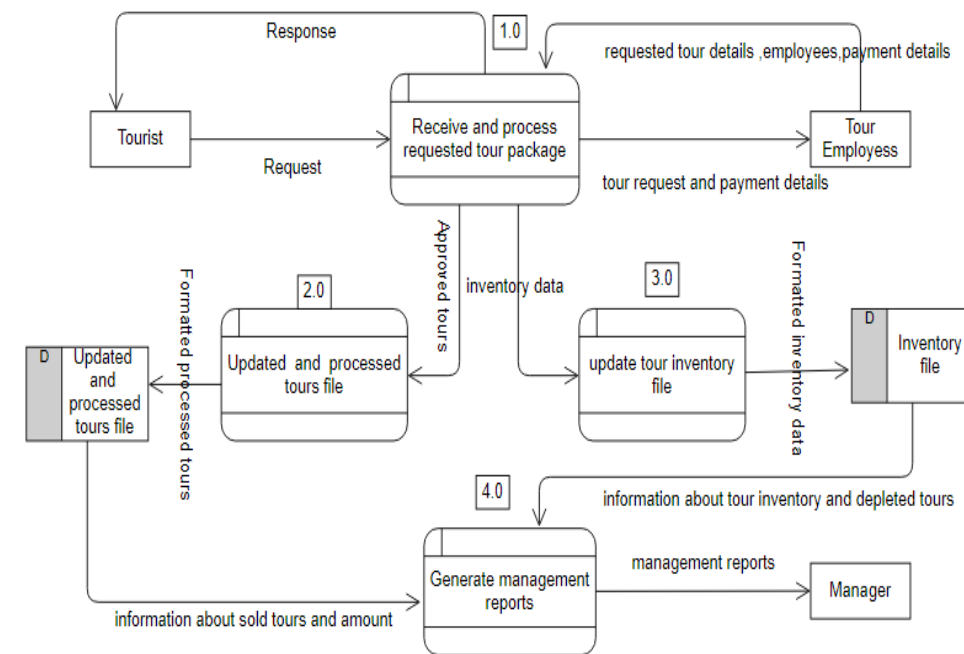 Response
1.0
requested tour details ,employees,payment details
Tourist
Request
Receive and process
requested tour package
Tour
Employess
tour request and payment details
Approved tours
inventory data
Formatted processed tours
2.0
3.0
Formatted inventory data
D
Updated
and
processed
tours file
Updated and processed
tours file
update tour inventory
file
D
Inventory
file
4.0
information about tour inventory and depleted tours
Generate management
reports
management reports
Manager
information about sold tours and amount